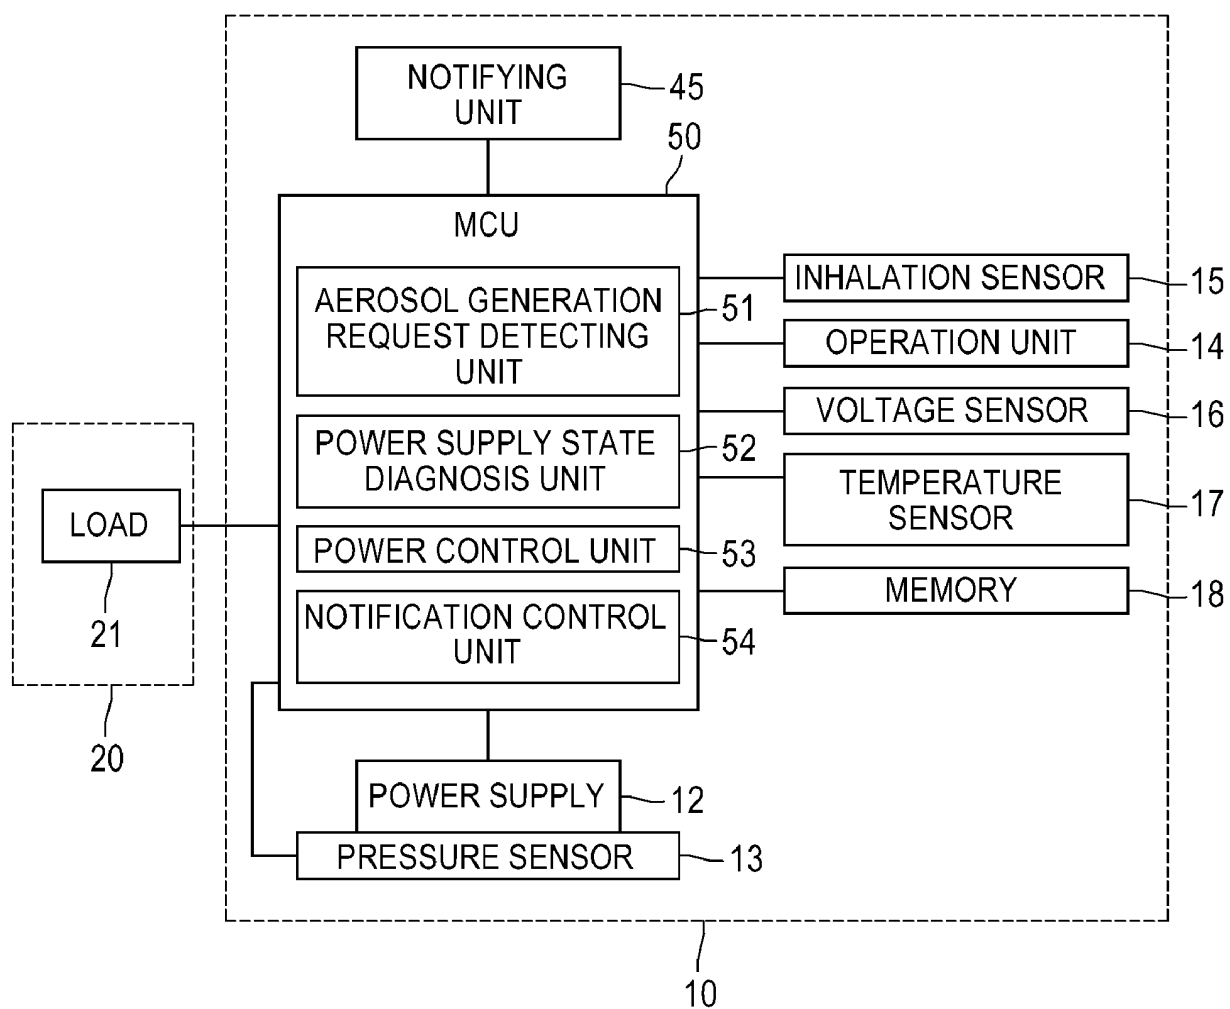 NOTIFYING
UNIT
45
50
MCU
AEROSOL GENERATION
REQUEST DETECTING
UNIT
51
POWER SUPPLY STATE
DIAGNOSIS UNIT
52
POWER CONTROL UNIT
53
NOTIFICATION CONTROL
UNIT
54
INHALATION SENSOR
15
OPERATION UNIT
14
VOLTAGE SENSOR
16
TEMPERATURE
SENSOR
17
MEMORY
18
LOAD
21
20
POWER SUPPLY
12
PRESSURE SENSOR
13
10